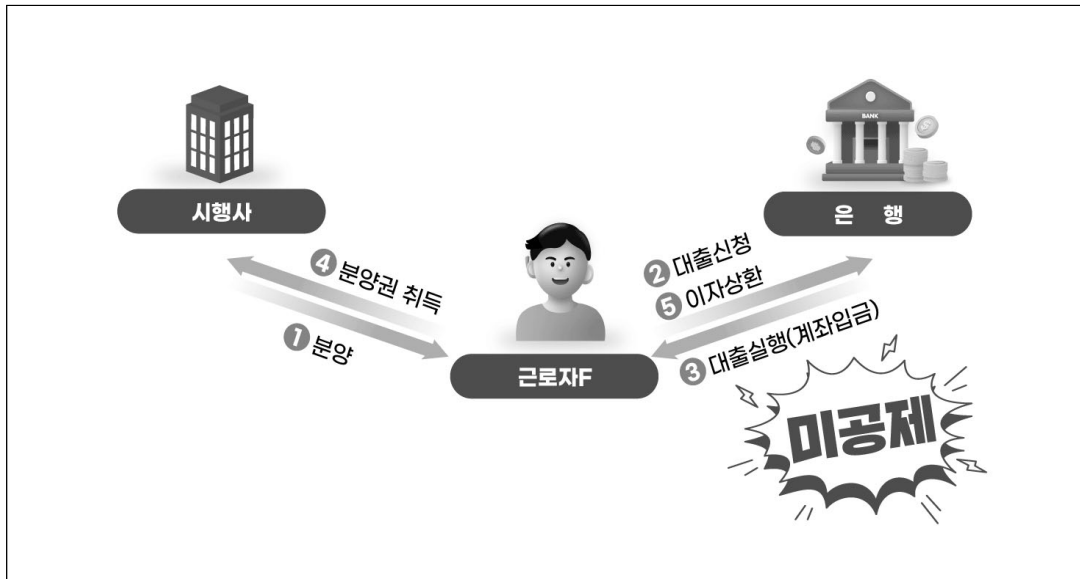 BANK
시행사
은 행
④ 분양권 취득
① 분양
② 대출신청
⑤ 이자상환
③ 대출실행(계좌입금)
근로자F
미공제